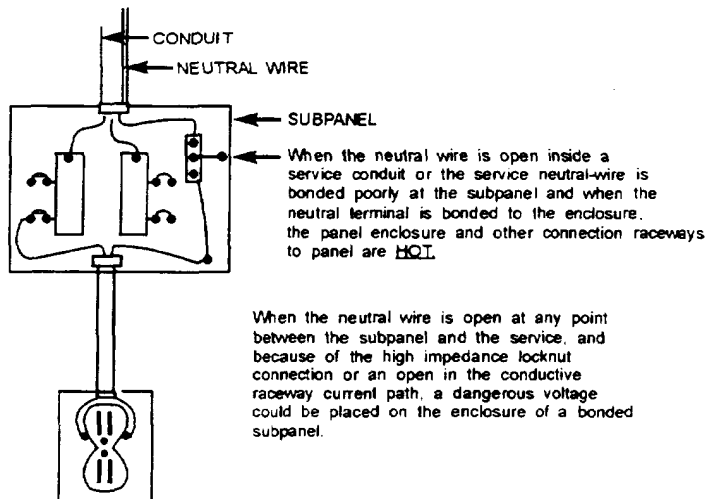 CONDUIT
NEUTRAL WIRE
SUBPANEL
When the neutral wire is open inside a
service conduit or the service neutral-wire is
bonded poorly at the subpanel and when the
neutral terminal is bonded to the enclosure,
the panel enclosure and other connection raceways
to panel are HOT.
When the neutral wire is open at any point
between the subpanel and the service, and
because of the high impedance locknut
connection or an open in the conductive
raceway current path, a dangerous voltage
could be placed on the enclosure of a bonded
subpanel.